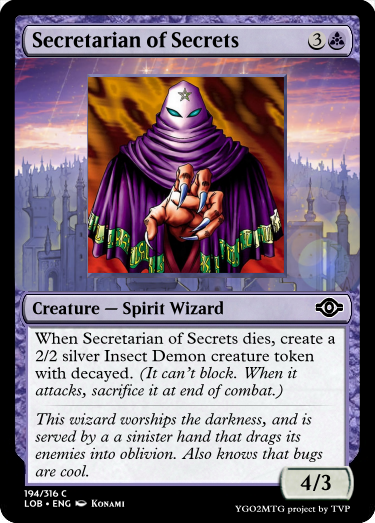 Secretarian of Secrets 3
Creature — Spirit Wizard
When Secretarian of Secrets dies, create a
2/2 silver Insect Demon creature token
with decayed. (It can't block. When it
attacks, sacrifice it at end of combat.)
This wizard worships the darkness, and is
served by a a sinister hand that drags its
enemies into oblivion. Also knows that bugs
are cool.
4/3
194/316 C
LOB • ENG KONAMI
YGO2MTG project by TVP